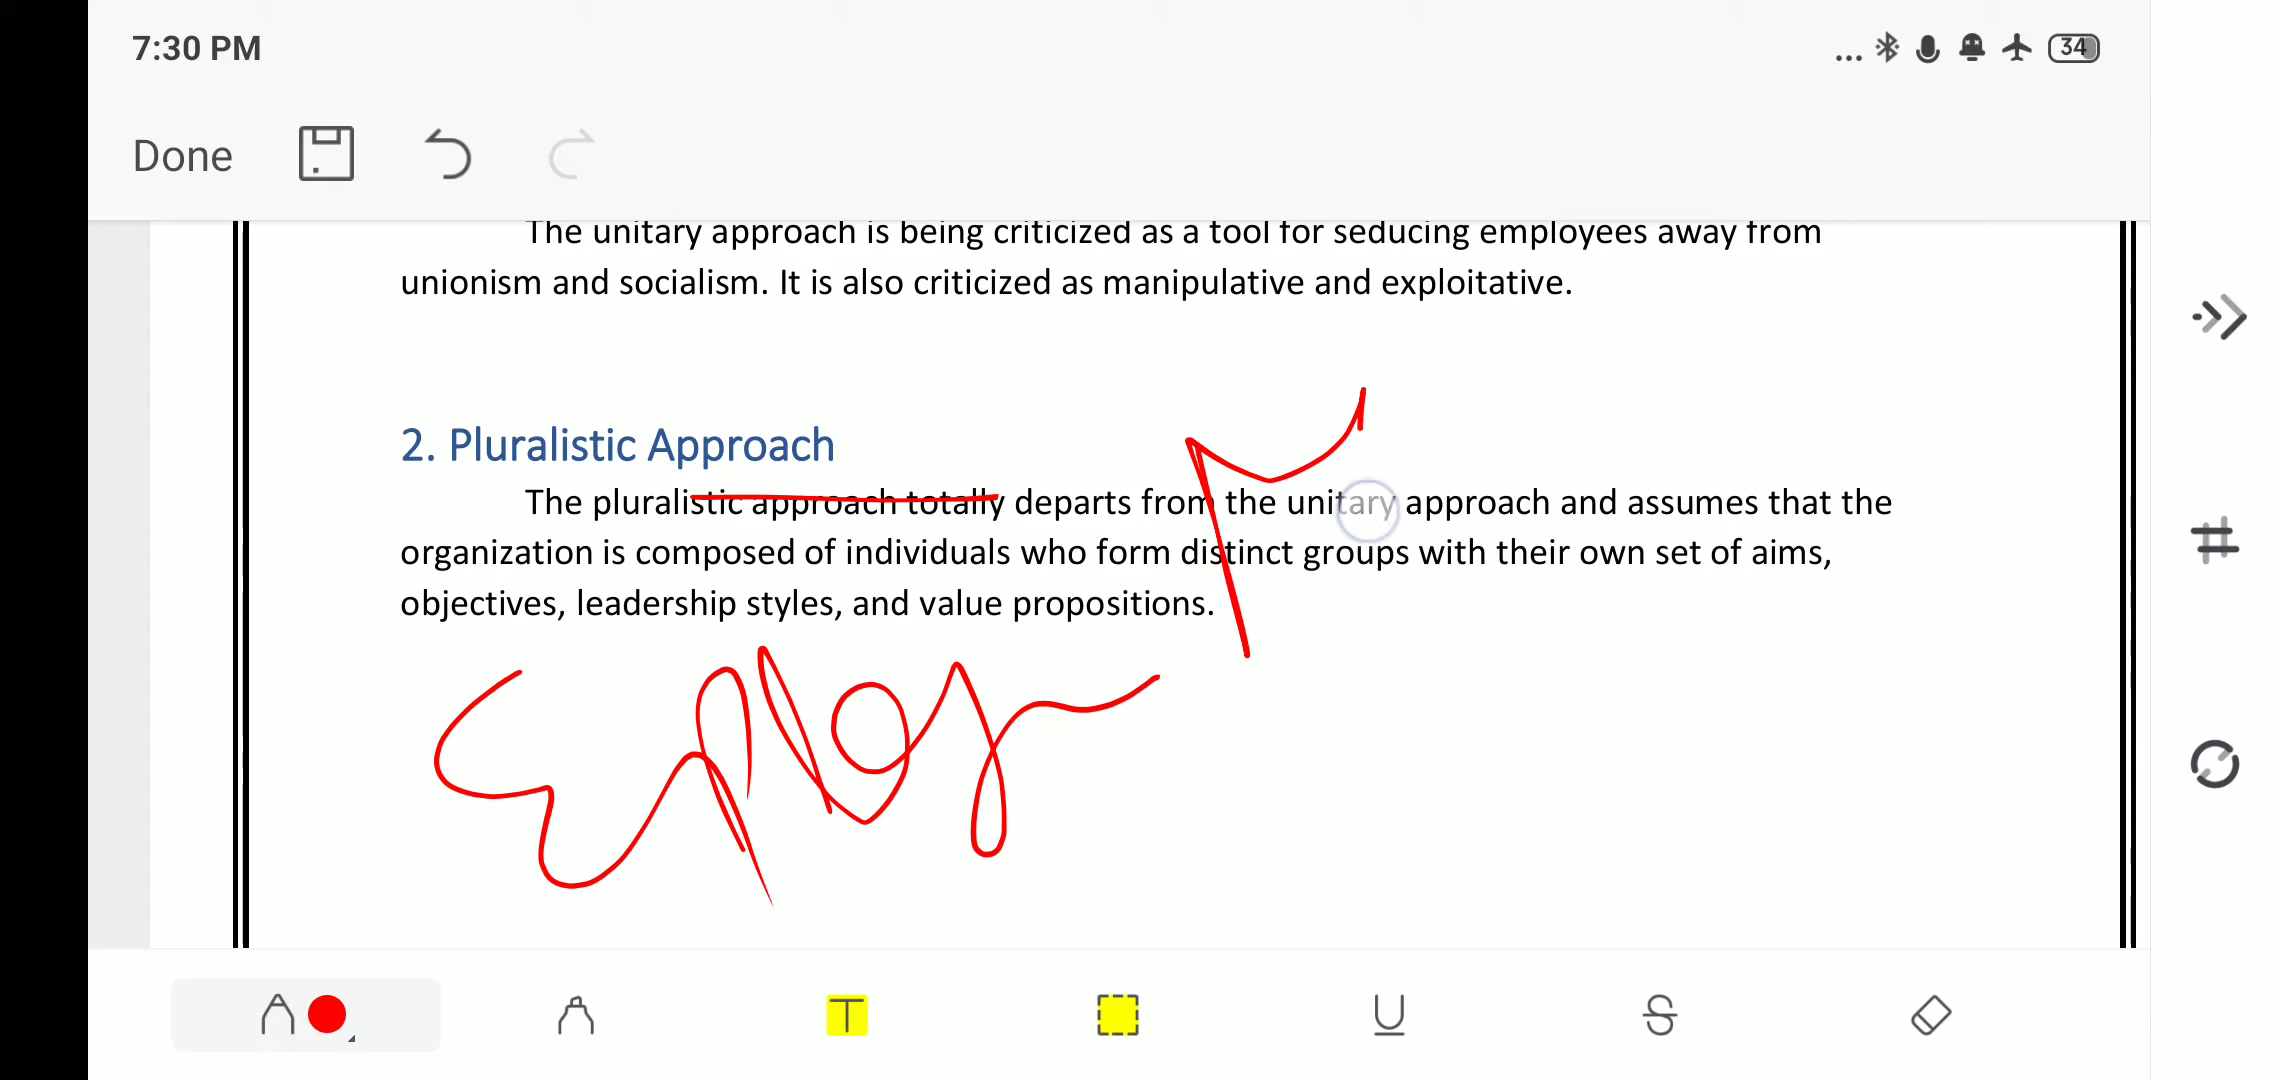 7:30 PM
... 34
Done
The unitary approach is being criticized as a tool for seducing employees away from
unionism and socialism. It is also criticized as manipulative and exploitative.
2. Pluralistic Approach
The pluralistic approach totally departs from the unitary approach and assumes that the
organization is composed of individuals who form distinct groups with their own set of aims,
objectives, leadership styles, and value propositions.
T U S